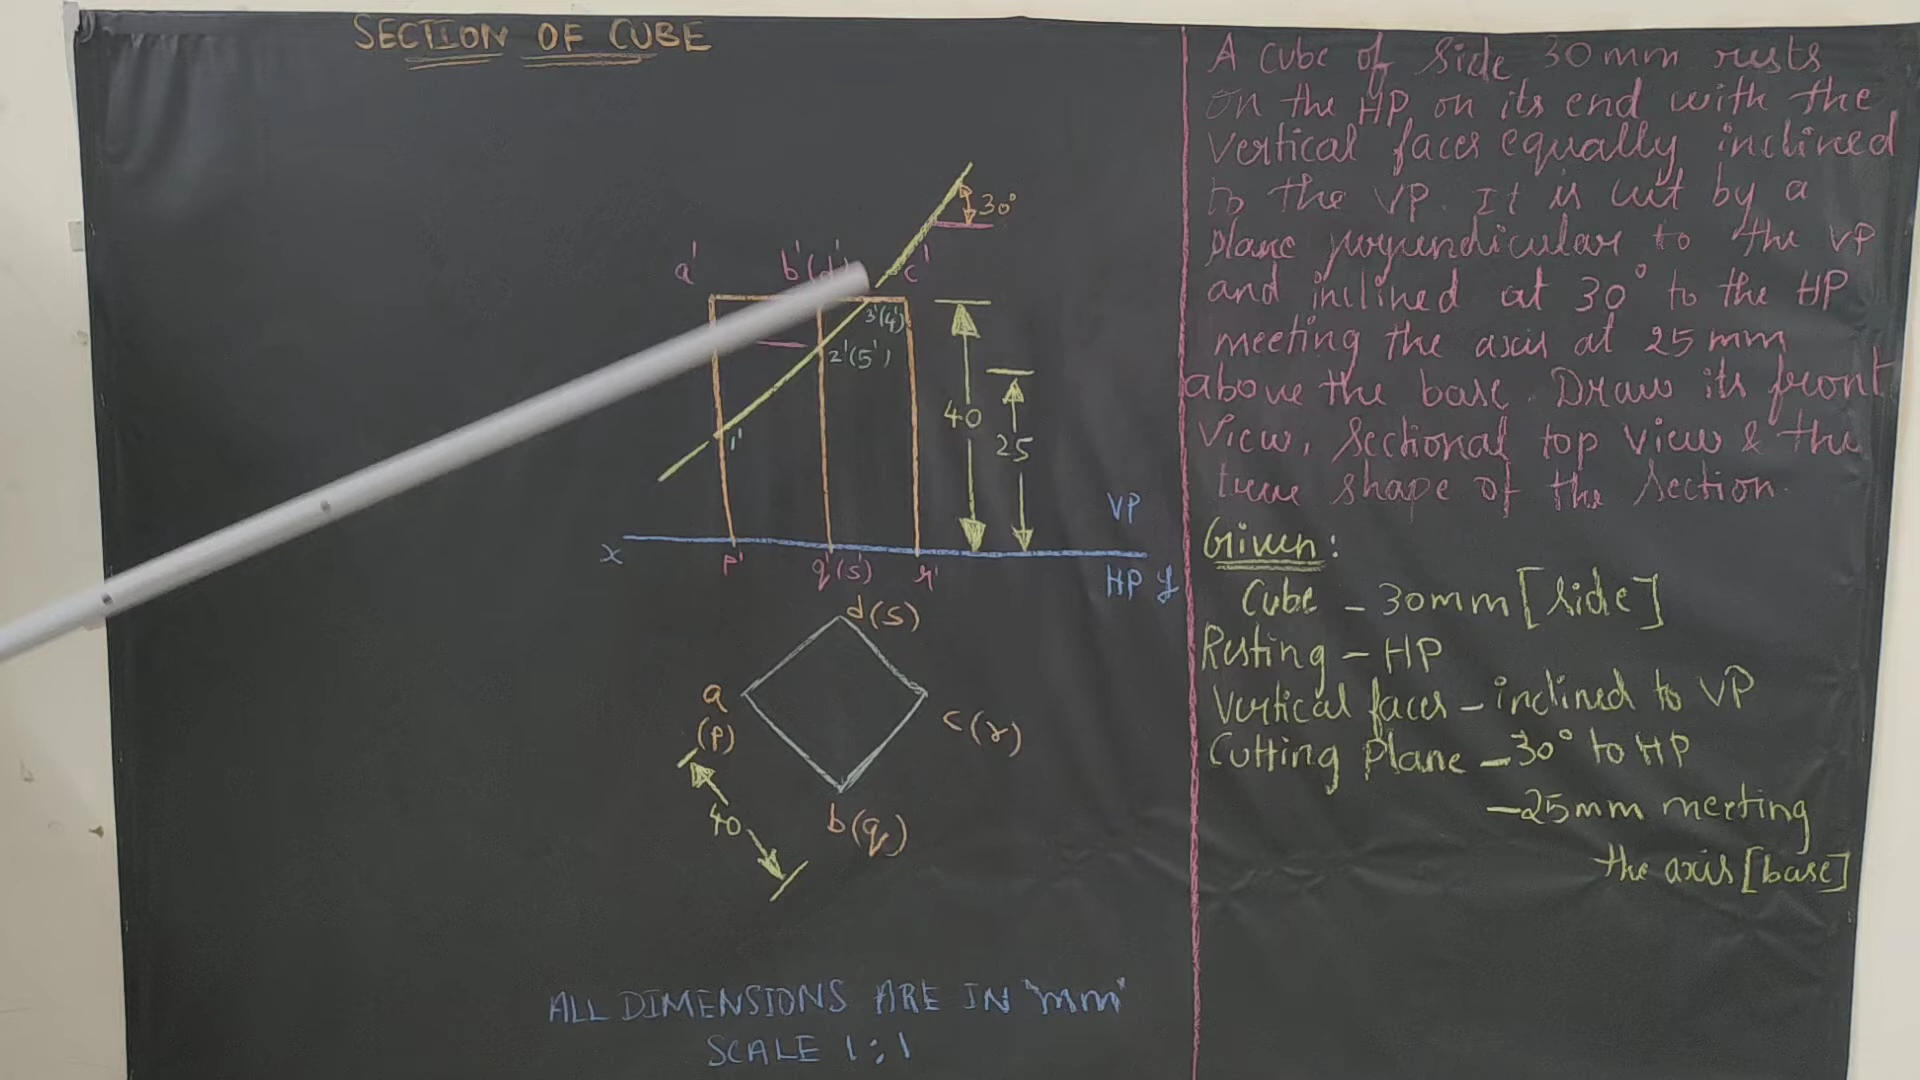 SECTION OF CUBE
30°
a'
b'(d')
c'
3'(4')
2'(5')
1'
40
25
VP
x
p'
q'(s')
r'
HP y
d(s)
a
(p)
c(r)
40
b(q)
ALL DIMENSIONS ARE IN 'mm'
SCALE 1:1
A cube of side 30mm rests
on the HP on its end with the
vertical faces equally inclined
to the VP. It is cut by a
plane perpendicular to the VP
and inclined at 30° to the HP
meeting the axis at 25mm
above the base. Draw its front
view, sectional top view & the
true shape of the section.
Given:
Cube - 30mm [side]
Resting - HP
Vertical faces - inclined to VP
Cutting plane - 30° to HP
- 25mm meeting
the axis [base]